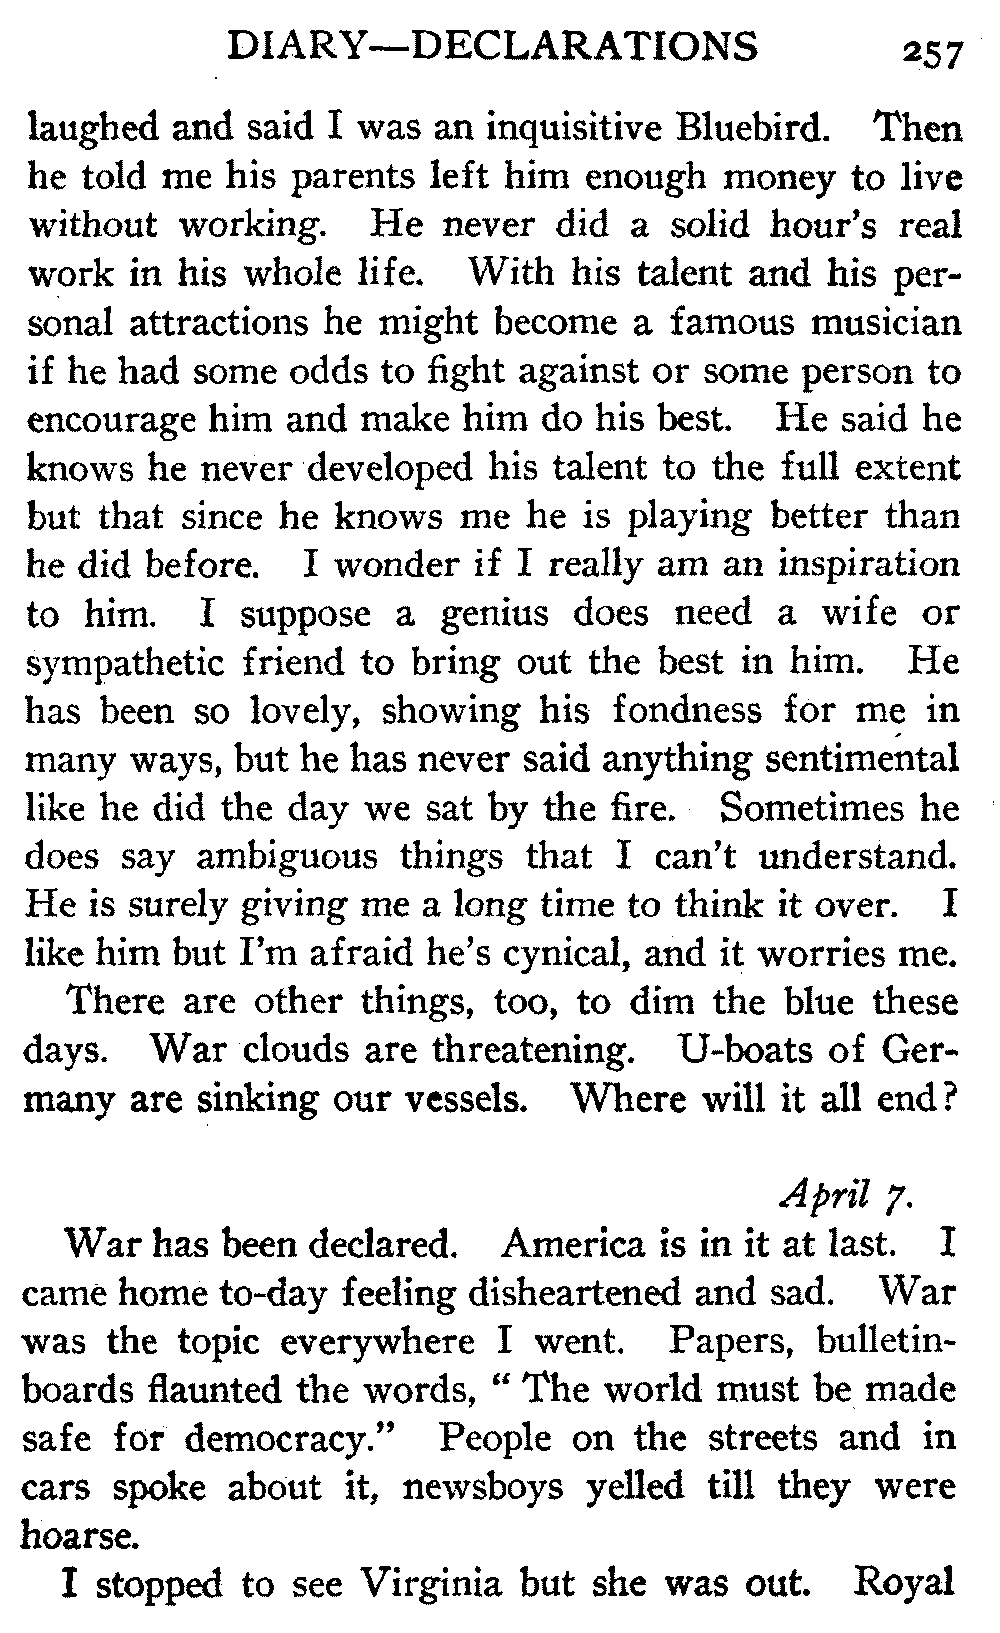 DIARY—DECLARATIONS 257
laughed and said I was an inquisitive Bluebird. Then
he told me his parents left him enough money to live
without working. He never did a solid hour's real
work in his whole life. With his talent and his per-
sonal attractions he might become a famous musician
if he had some odds to fight against or some person to
encourage him and make him do his best. He said he
knows he never developed his talent to the full extent
but that since he knows me he is playing better than
he did before. I wonder if I really am an inspiration
to him. I suppose a genius does need a wife or
sympathetic friend to bring out the best in him. He
has been so lovely, showing his fondness for me in
many ways, but he has never said anything sentimental
like he did the day we sat by the fire. Sometimes he
does say ambiguous things that I can't understand.
He is surely giving me a long time to think it over. I
like him but I'm afraid he's cynical, and it worries me.
There are other things, too, to dim the blue these
days. War clouds are threatening. U-boats of Ger-
many are sinking our vessels. Where will it all end?
April 7.
War has been declared. America is in it at last. I
came home to-day feeling disheartened and sad. War
was the topic everywhere I went. Papers, bulletin-
boards flaunted the words, “ The world must be made
safe for democracy.” People on the streets and in
cars spoke about it, newsboys yelled till they were
hoarse.
I stopped to see Virginia but she was out. Royal